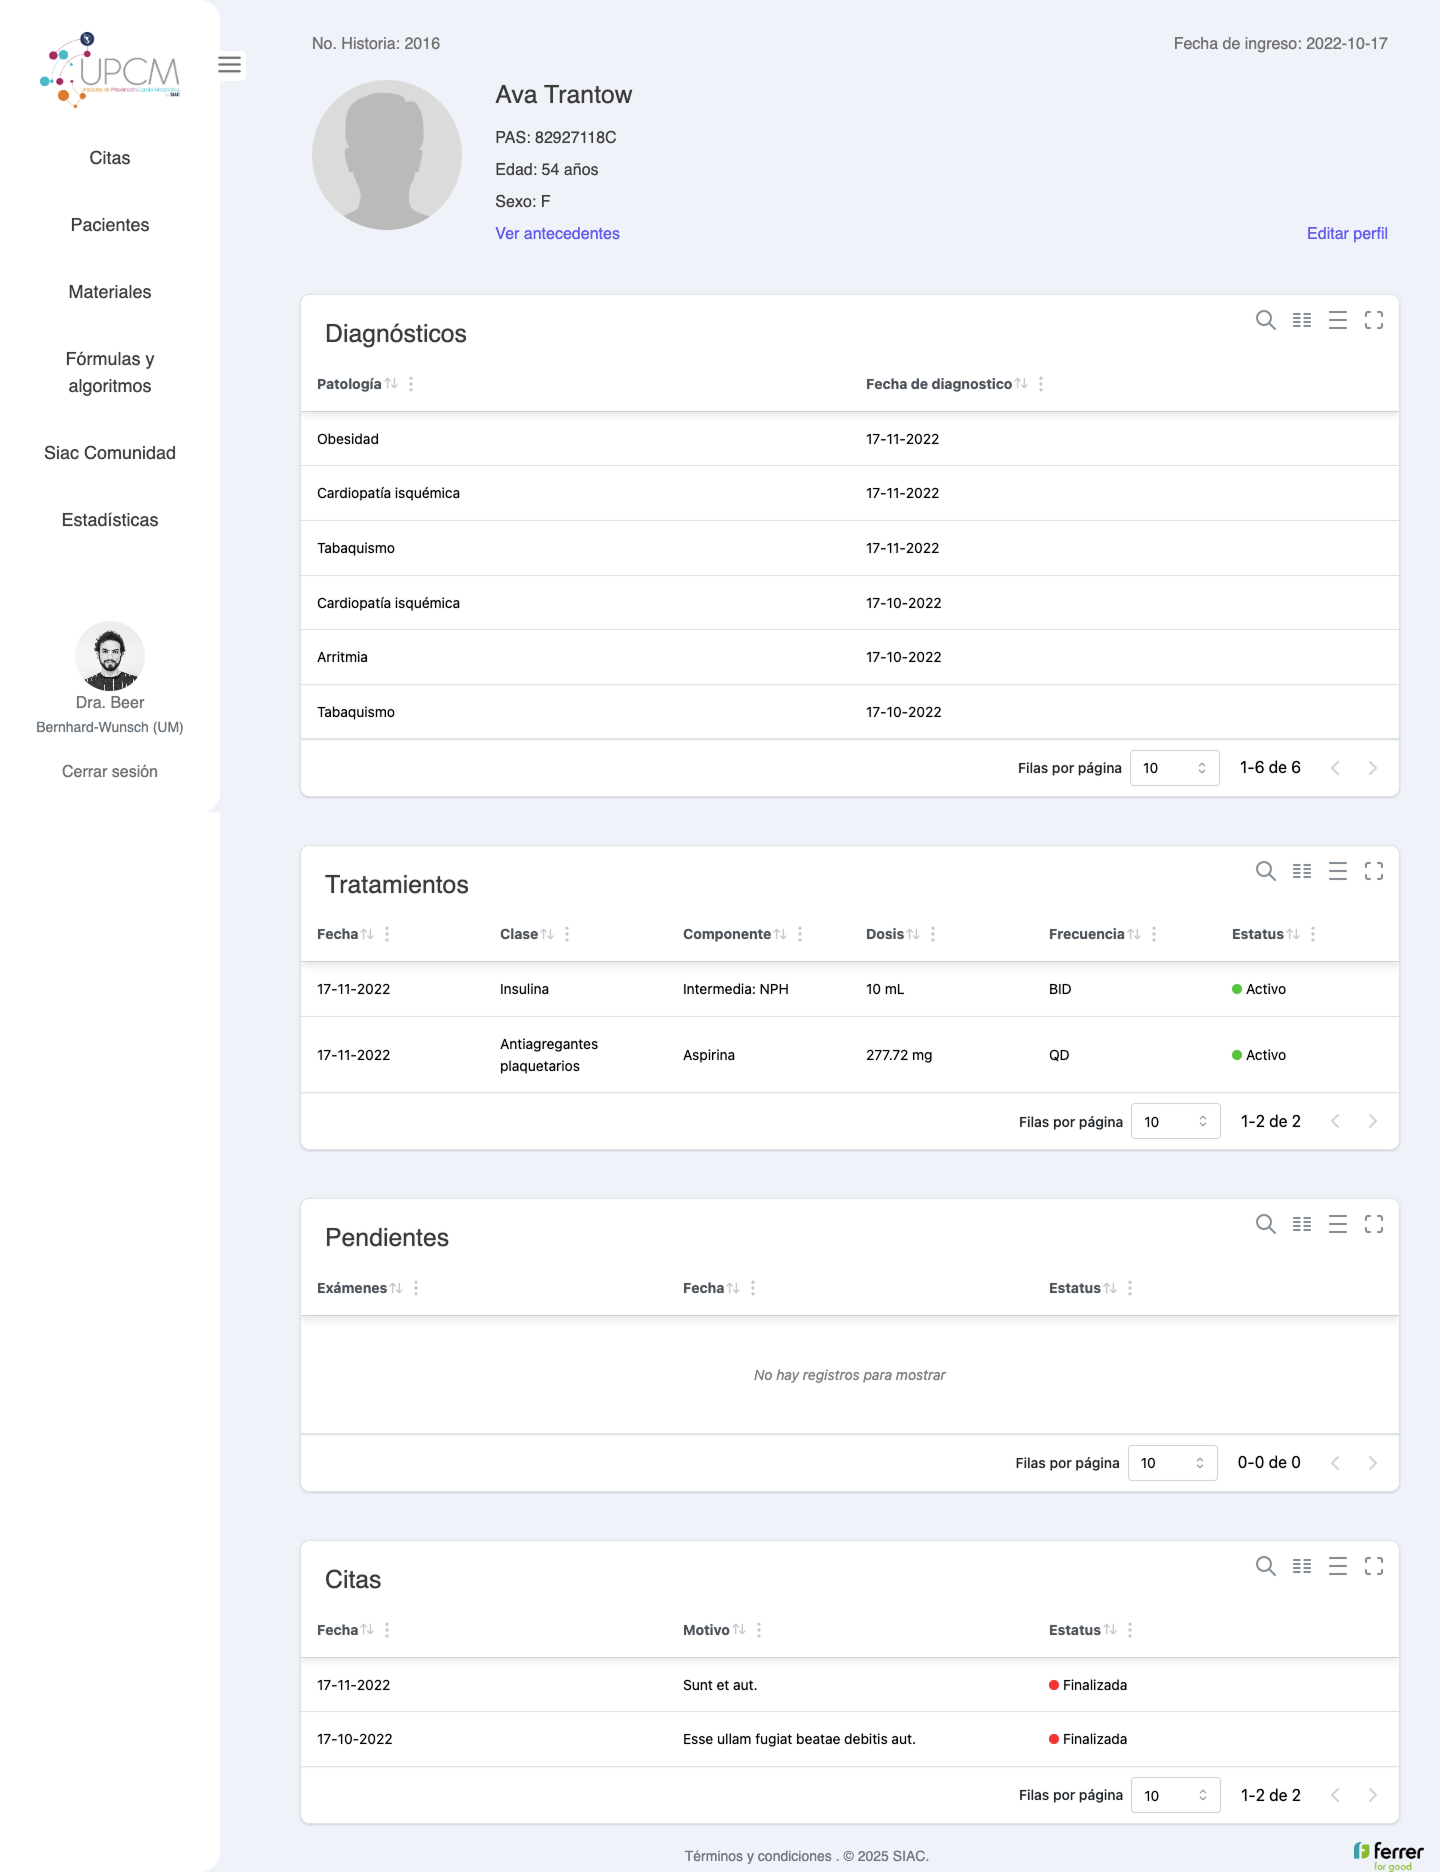 UPCM
Unidades de Prevención Cardio Metabólica
SIAC
Citas
Pacientes
Materiales
Fórmulas y
algoritmos
Siac Comunidad
Estadísticas
Dra. Beer
Bernhard-Wunsch (UM)
Cerrar sesión
No. Historia: 2016
Fecha de ingreso: 2022-10-17
Ava Trantow
PAS: 82927118C
Edad: 54 años
Sexo: F
Ver antecedentes
Editar perfil
Diagnósticos
Patología Fecha de diagnostico
Obesidad 17-11-2022
Cardiopatía isquémica 17-11-2022
Tabaquismo 17-11-2022
Cardiopatía isquémica 17-10-2022
Arritmia 17-10-2022
Tabaquismo 17-10-2022
Filas por página 10 1-6 de 6
Tratamientos
Fecha Clase Componente Dosis Frecuencia Estatus
17-11-2022 Insulina Intermedia: NPH 10 mL BID Activo
17-11-2022 Antiagregantes plaquetarios Aspirina 277.72 mg QD Activo
Filas por página 10 1-2 de 2
Pendientes
Exámenes Fecha Estatus
No hay registros para mostrar
Filas por página 10 0-0 de 0
Citas
Fecha Motivo Estatus
17-11-2022 Sunt et aut. Finalizada
17-10-2022 Esse ullam fugiat beatae debitis aut. Finalizada
Filas por página 10 1-2 de 2
Términos y condiciones . © 2025 SIAC.
ferrer
for good